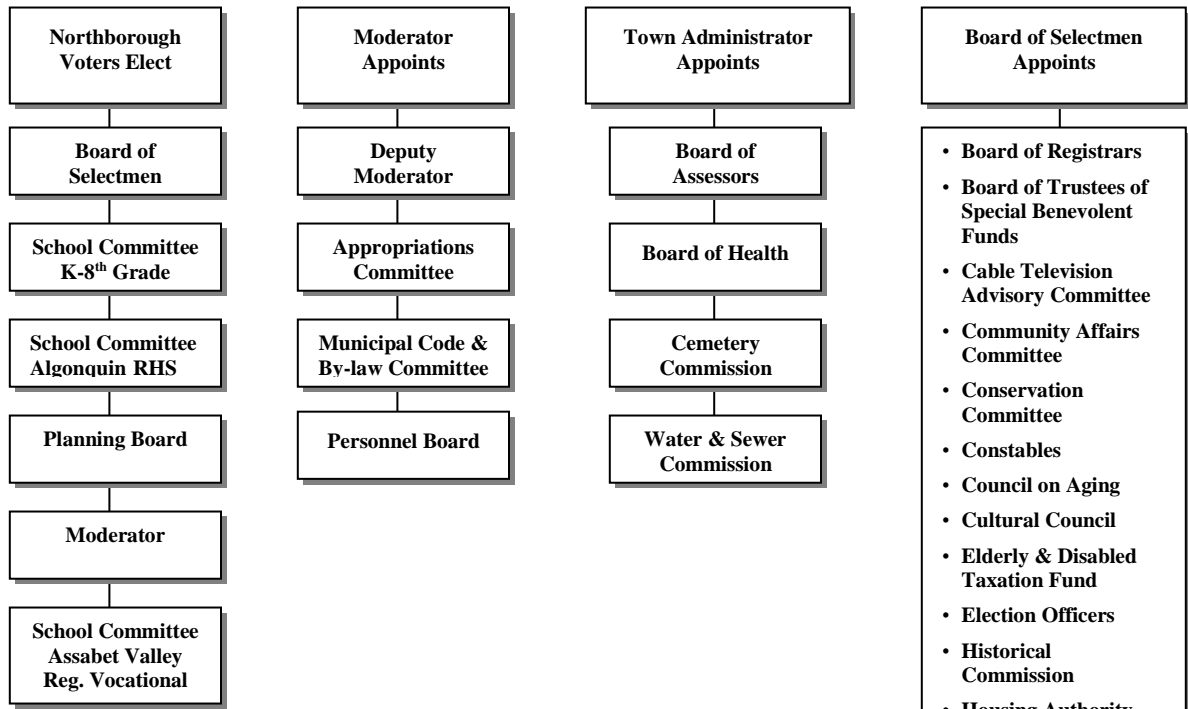 Northborough
Voters Elect
Board of
Selectmen
School Committee
K-8th Grade
School Committee
Algonquin RHS
Planning Board
Moderator
School Committee
Assabet Valley
Reg. Vocational
Moderator
Appoints
Deputy
Moderator
Appropriations
Committee
Municipal Code &
By-law Committee
Personnel Board
Town Administrator
Appoints
Board of
Assessors
Board of Health
Cemetery
Commission
Water & Sewer
Commission
Board of Selectmen
Appoints
• Board of Registrars
• Board of Trustees of
Special Benevolent
Funds
• Cable Television
Advisory Committee
• Community Affairs
Committee
• Conservation
Committee
• Constables
• Council on Aging
• Cultural Council
• Elderly & Disabled
Taxation Fund
• Election Officers
• Historical
Commission
• Housing Authority